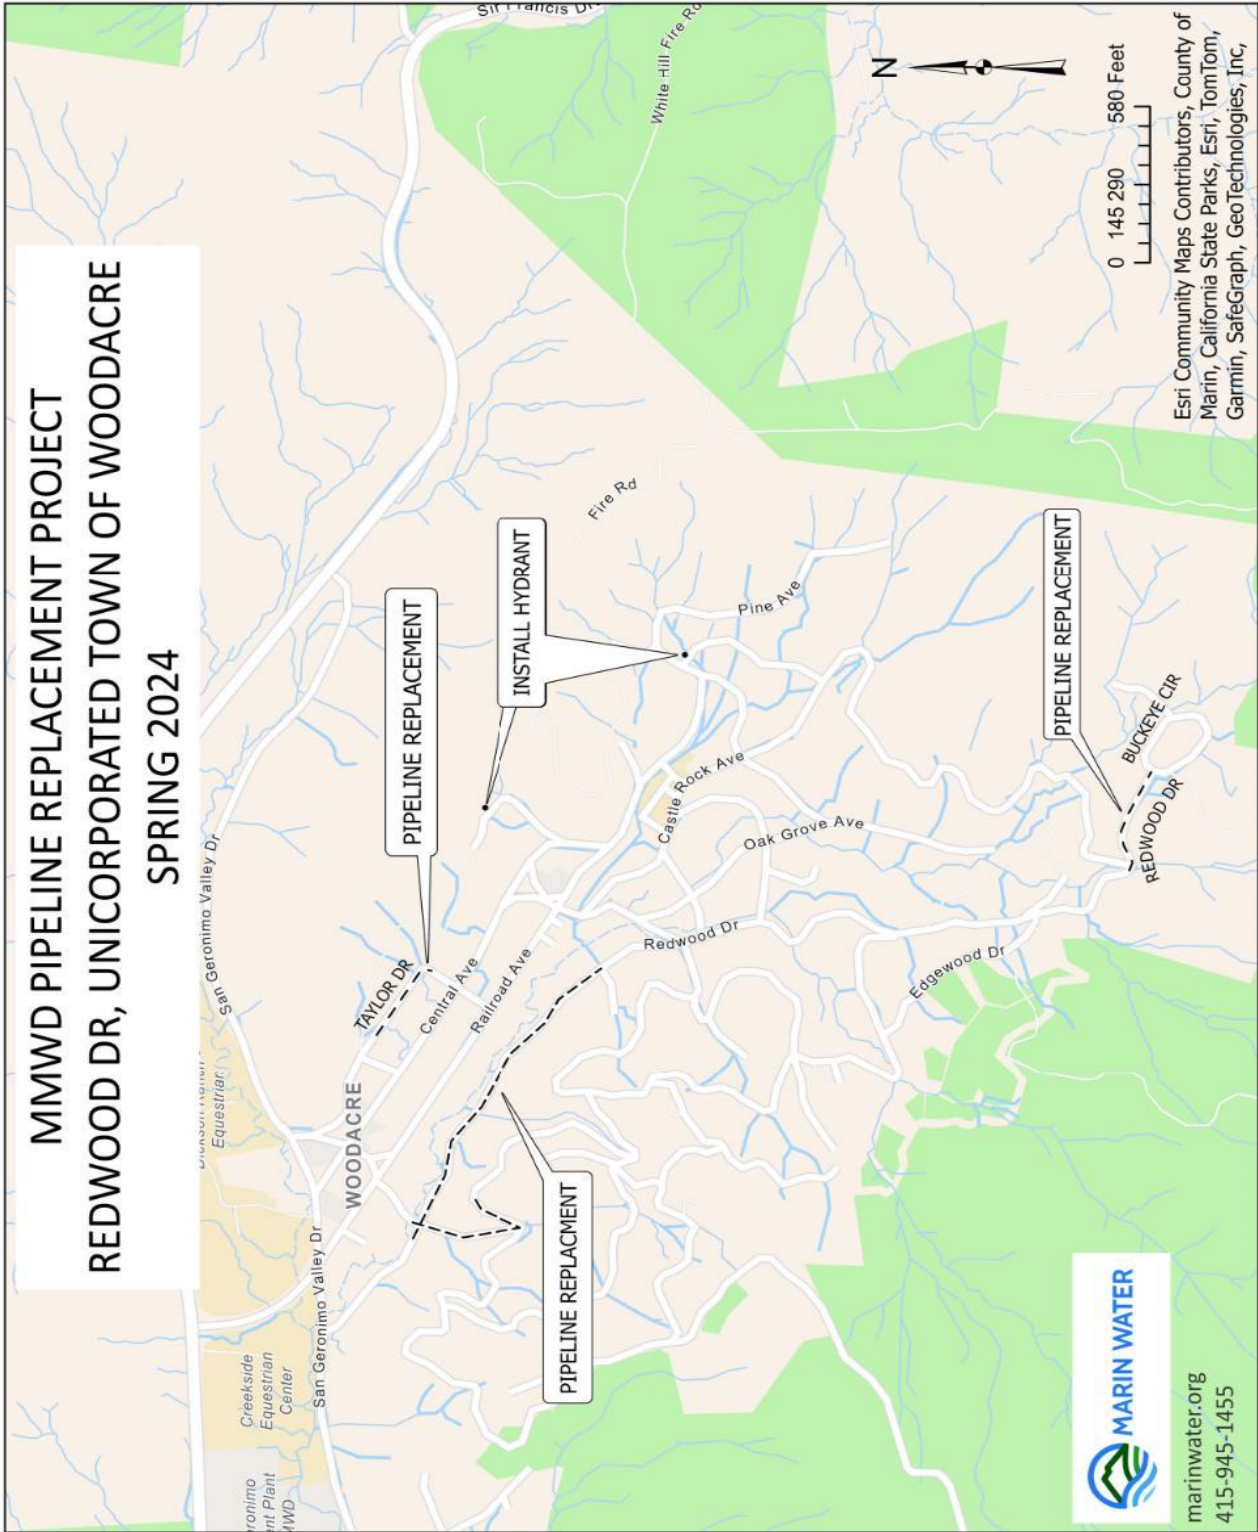 MMWD PIPELINE REPLACEMENT PROJECT
REDWOOD DR, UNICORPORATED TOWN OF WOODACRE
SPRING 2024
Creekside
Equestrian
Center
Equestrian
San Geronimo Valley Dr
San Geronimo Valley Dr
White Hill Fire Rd
WOODACRE
TAYLOR DR
PIPELINE REPLACEMENT
Central Ave
Railroad Ave
INSTALL HYDRANT
Fire Rd
PIPELINE REPLACMENT
Redwood Dr
Castle Rock Ave
Oak Grove Ave
Pine Ave
Edgewood Dr
PIPELINE REPLACEMENT
REDWOOD DR
BUCKEYE CIR
N
0 145 290 580 Feet
Esri Community Maps Contributors, County of
Marin, California State Parks, Esri, TomTom,
Garmin, SafeGraph, GeoTechnologies, Inc,
MARIN WATER
marinwater.org
415-945-1455